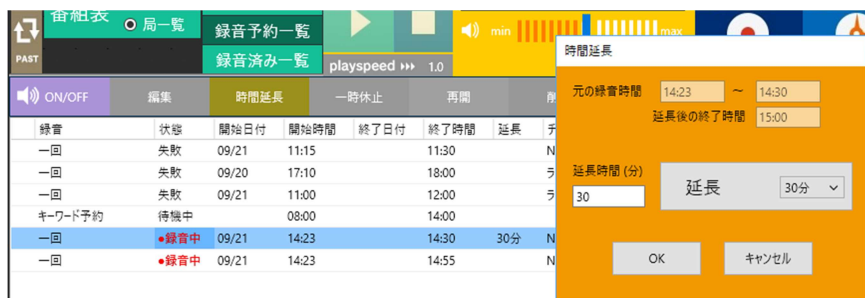 番組表
局一覧
録音予約一覧
録音済み一覧
PAST
playspeed
1.0
min
max
ON/OFF
編集
時間延長
一時休止
再開
録音 状態 開始日付 開始時間 終了日付 終了時間 延長
一回 失敗 09/21 11:15 11:30 N
一回 失敗 09/20 17:10 18:00 ラ
一回 失敗 09/21 11:00 12:00 ラ
キーワード予約 待機中 08:00 14:00
一回 ●録音中 09/21 14:23 14:30 30分 N
一回 ●録音中 09/21 14:23 14:55 N
時間延長
元の録音時間 14:23 ～ 14:30
延長後の終了時間 15:00
延長時間 (分)
30
延長 30分
OK キャンセル